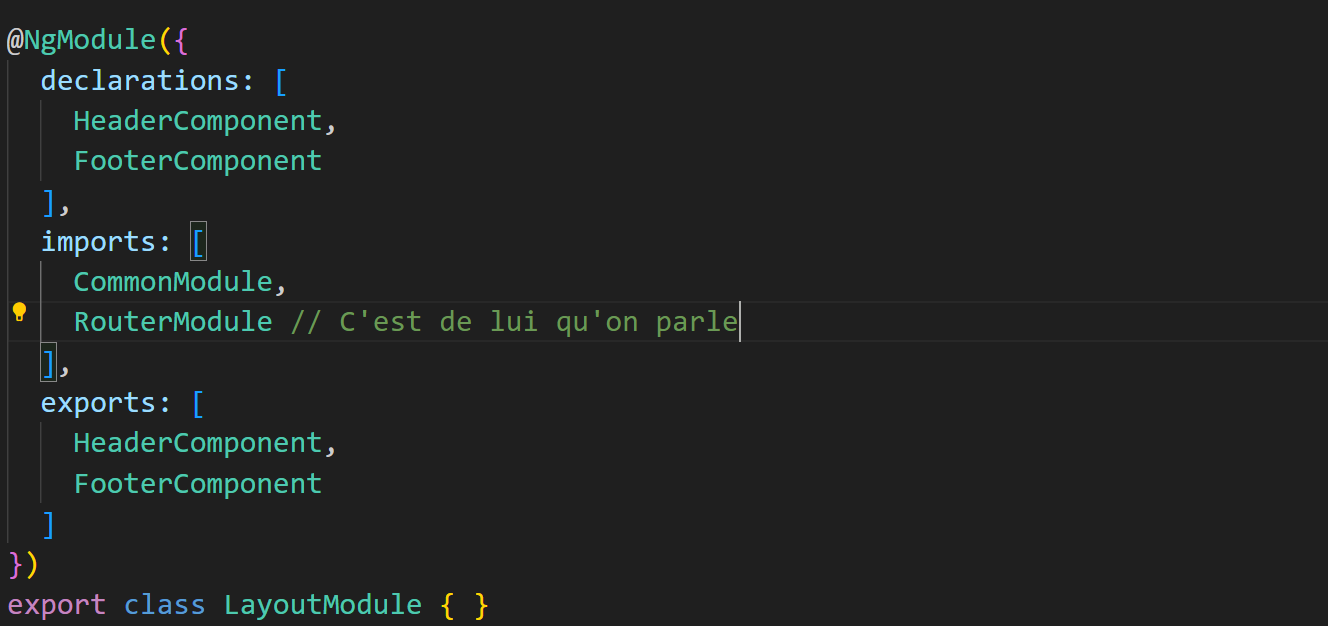 @NgModule({
declarations: [
HeaderComponent,
FooterComponent
],
imports: [
CommonModule,
RouterModule // C'est de lui qu'on parle
],
exports: [
HeaderComponent,
FooterComponent
]
})
export class LayoutModule { }